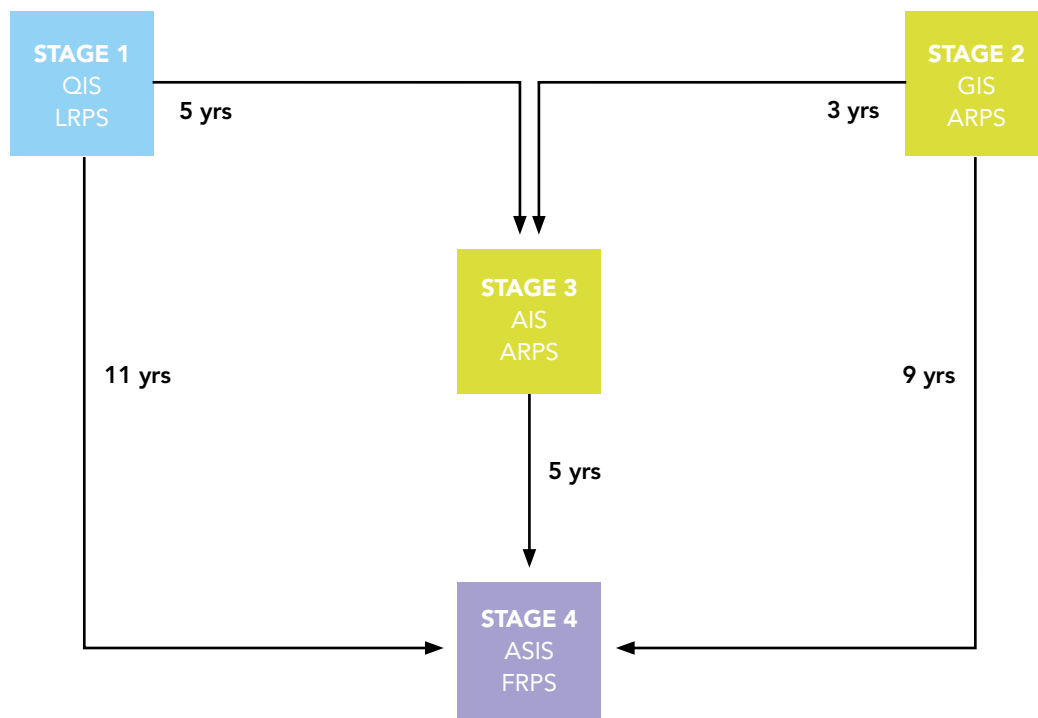 STAGE 1
QIS
LRPS
5 yrs
STAGE 2
GIS
ARPS
3 yrs
STAGE 3
AIS
ARPS
11 yrs
9 yrs
5 yrs
STAGE 4
ASIS
FRPS